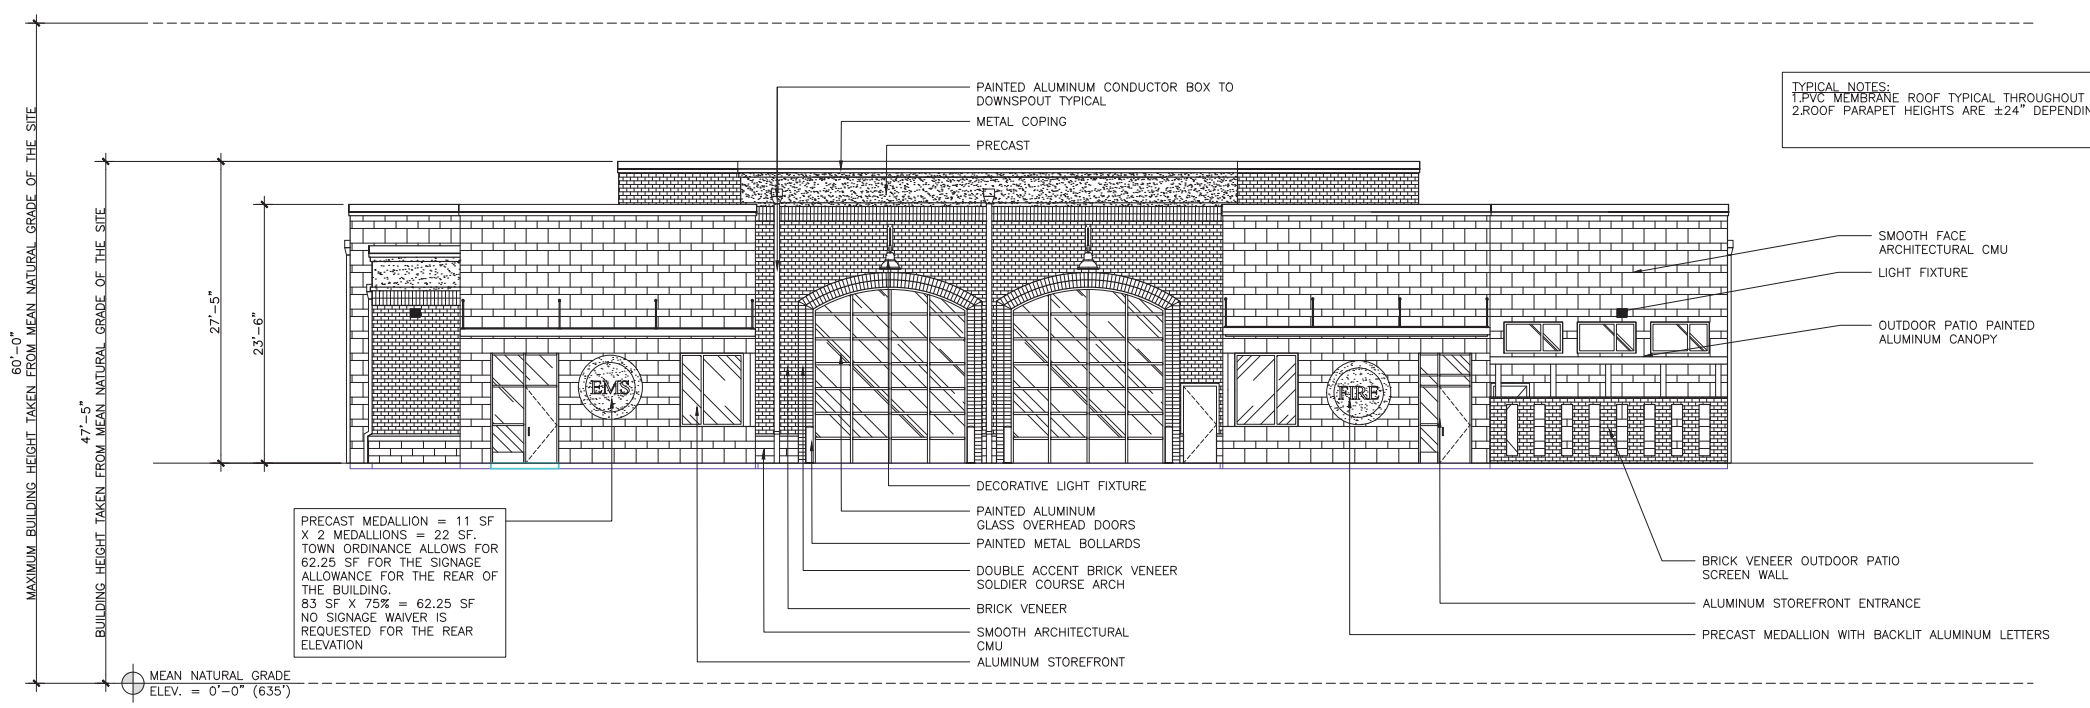 PAINTED ALUMINUM CONDUCTOR BOX TO
DOWNSPOUT TYPICAL
METAL COPING
PRECAST
TYPICAL NOTES:
1.PVC MEMBRANE ROOF TYPICAL THROUGHOUT
2.ROOF PARAPET HEIGHTS ARE ±24"
60'-0"
MAXIMUM BUILDING HEIGHT TAKEN FROM MEAN NATURAL GRADE OF THE SITE
47'-5"
BUILDING HEIGHT TAKEN FROM MEAN NATURAL GRADE OF THE SITE
27'-5"
23'-6"
SMOOTH FACE
ARCHITECTURAL CMU
LIGHT FIXTURE
OUTDOOR PATIO PAINTED
ALUMINUM CANOPY
EMS
FIRE
DECORATIVE LIGHT FIXTURE
PAINTED ALUMINUM
GLASS OVERHEAD DOORS
PAINTED METAL BOLLARDS
DOUBLE ACCENT BRICK VENEER
SOLDIER COURSE ARCH
BRICK VENEER
SMOOTH ARCHITECTURAL
CMU
ALUMINUM STOREFRONT
PRECAST MEDALLION = 11 SF
X 2 MEDALLIONS = 22 SF.
TOWN ORDINANCE ALLOWS FOR
62.25 SF FOR THE SIGNAGE
ALLOWANCE FOR THE REAR OF
THE BUILDING.
83 SF X 75% = 62.25 SF
NO SIGNAGE WAIVER IS
REQUESTED FOR THE REAR
ELEVATION
BRICK VENEER OUTDOOR PATIO
SCREEN WALL
ALUMINUM STOREFRONT ENTRANCE
PRECAST MEDALLION WITH BACKLIT ALUMINUM LETTERS
MEAN NATURAL GRADE
ELEV. = 0'-0" (635')